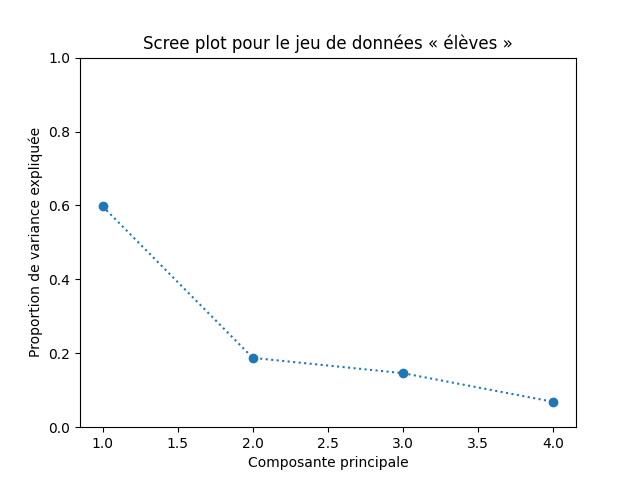 Scree plot pour le jeu de données « élèves »
1.0
0.8
0.6
0.4
0.2
0.0
Proportion de variance expliquée
1.0 1.5 2.0 2.5 3.0 3.5 4.0
Composante principale